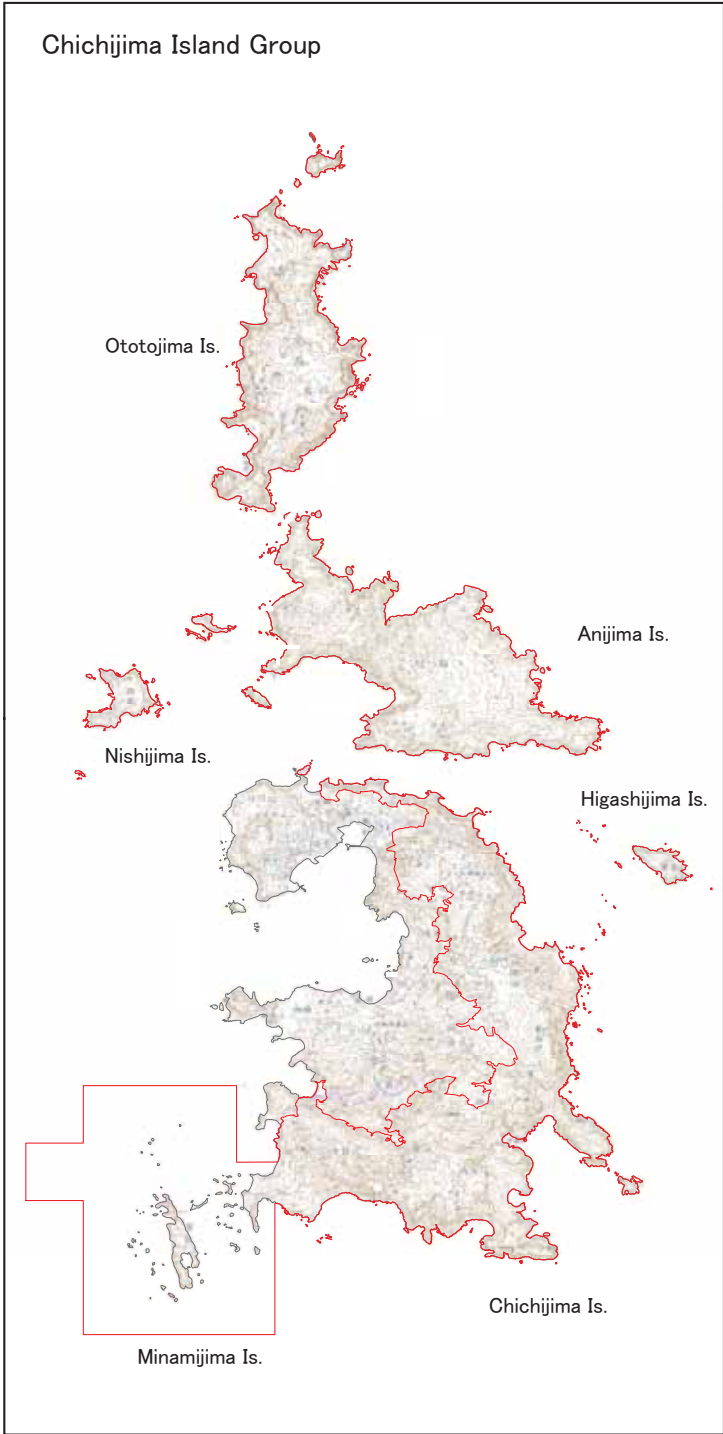 Chichijima Island Group
Ototojima Is.
Anijima Is.
Nishijima Is.
Higashijima Is.
Chichijima Is.
Minamijima Is.